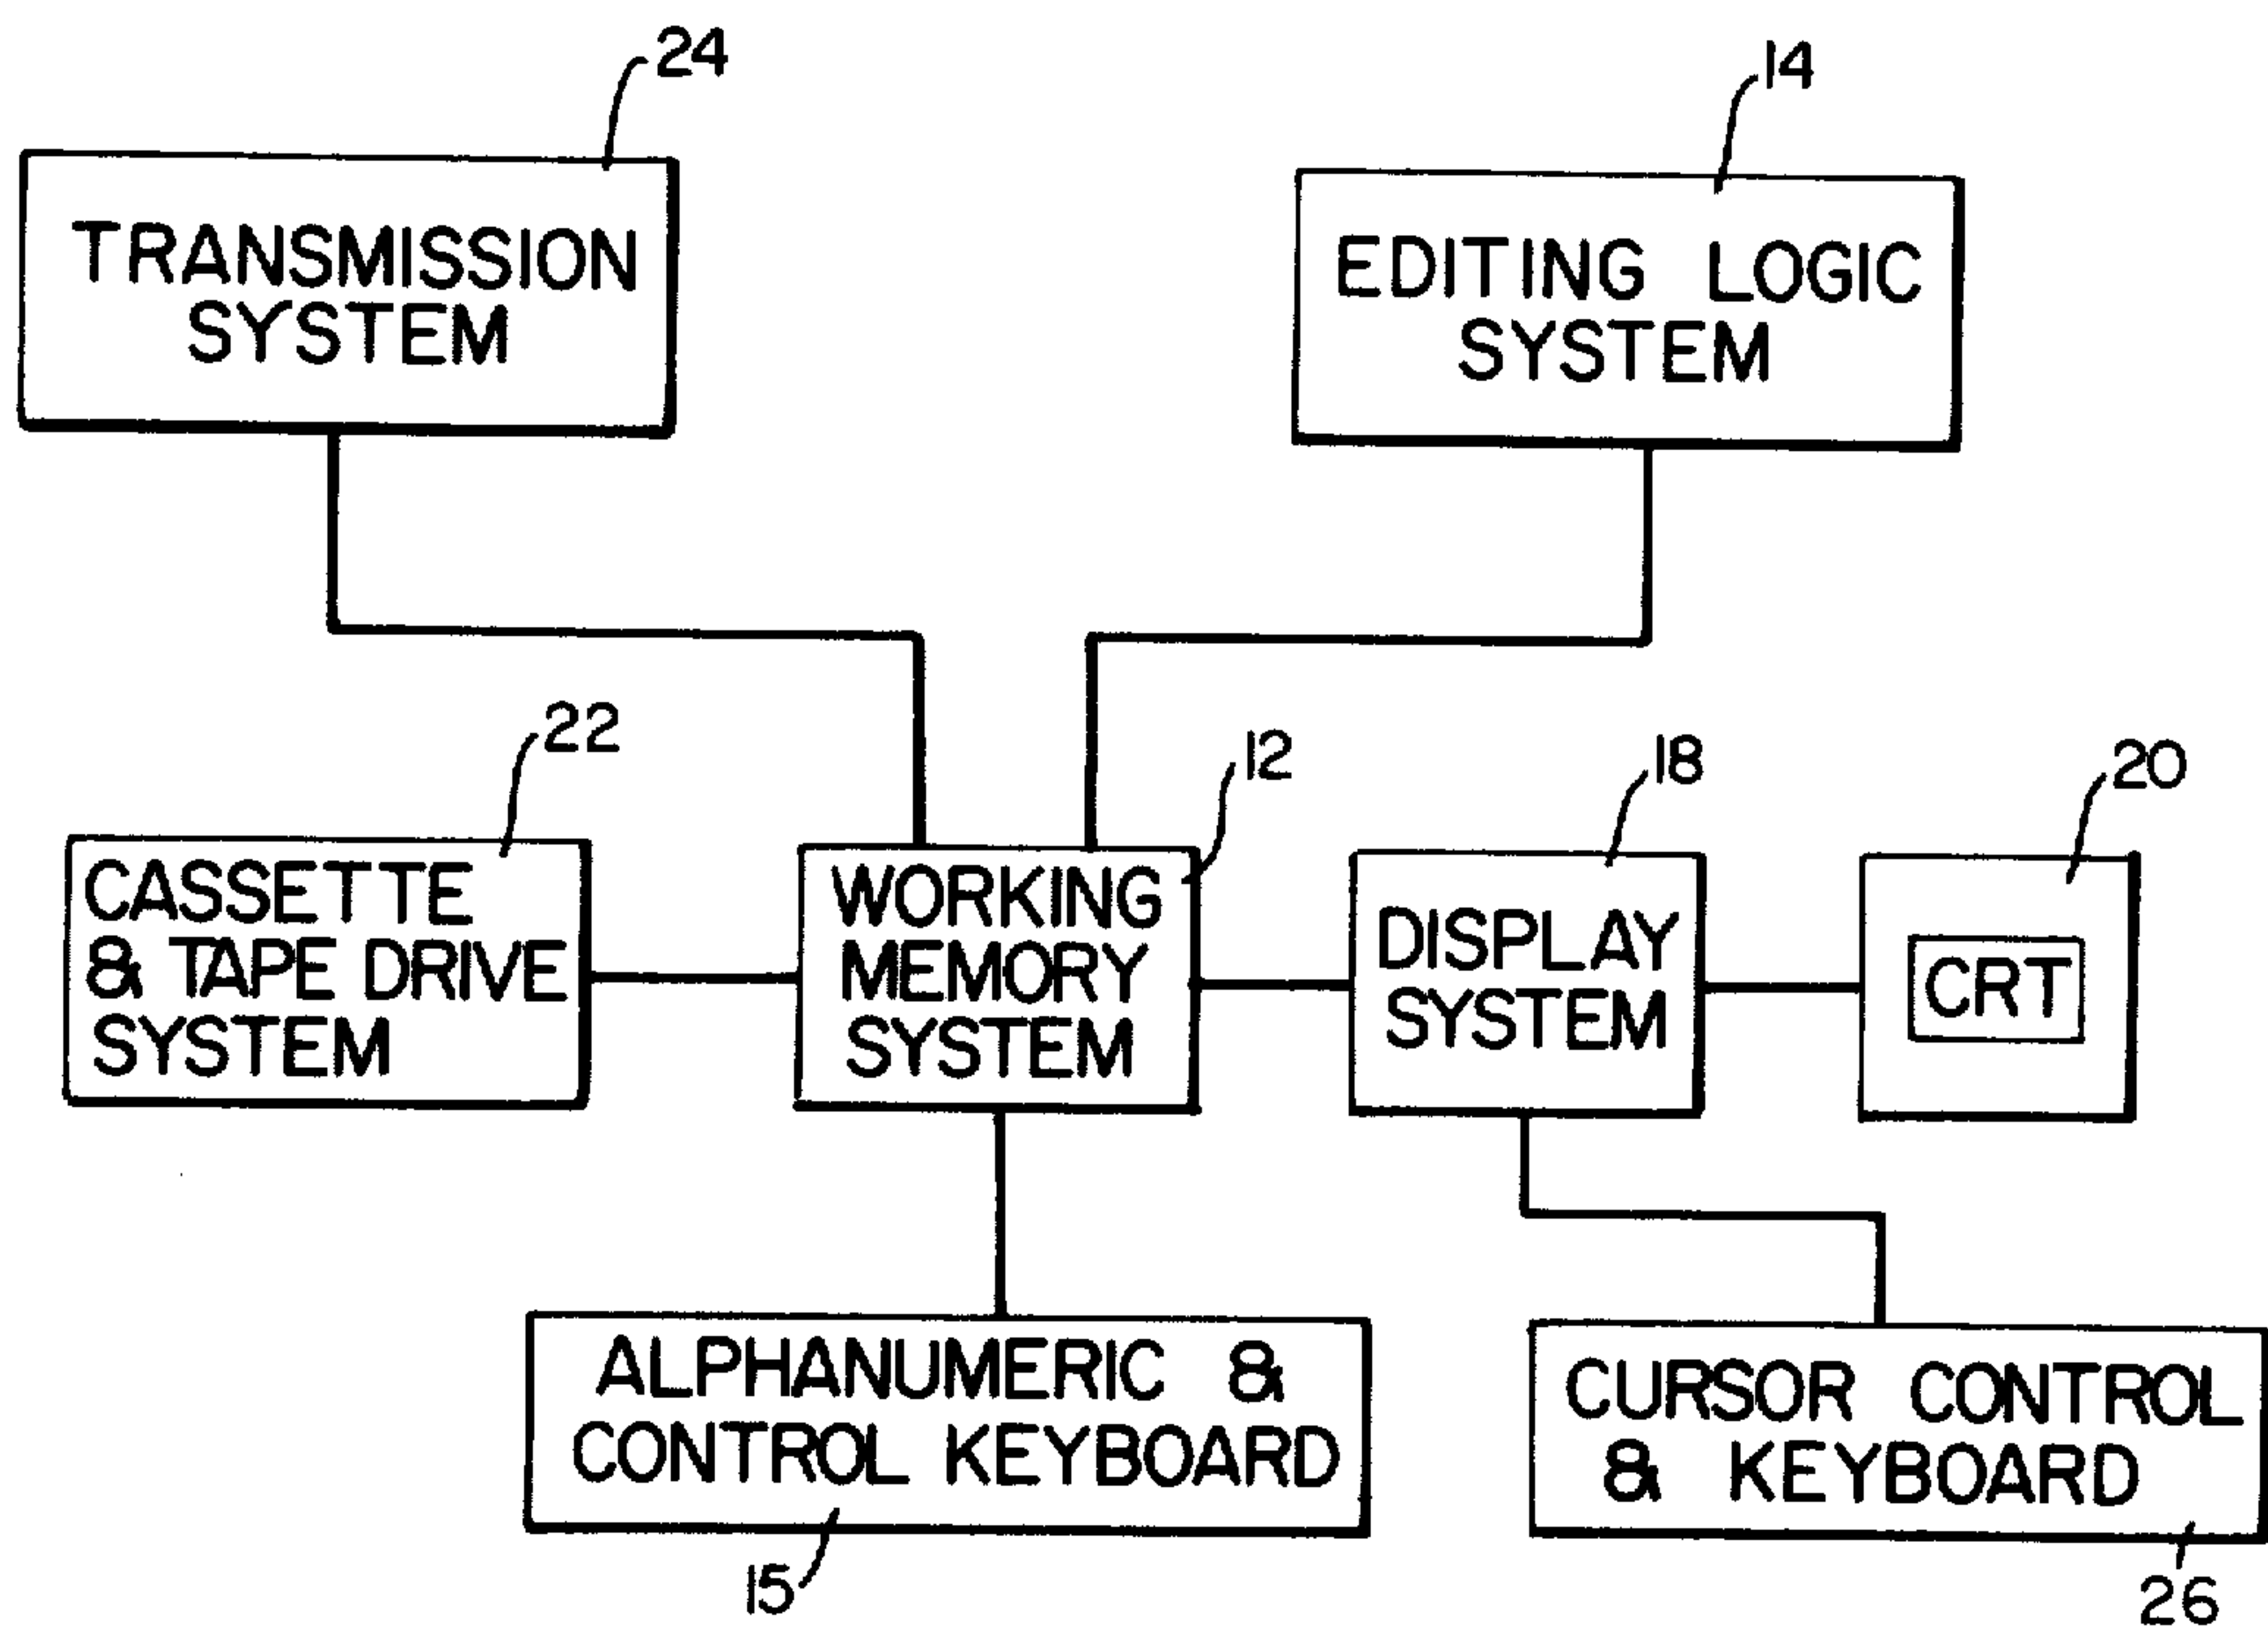 24
14
TRANSMISSION
SYSTEM
EDITING LOGIC
SYSTEM
22
12
18
20
CASSETTE
& TAPE DRIVE
SYSTEM
WORKING
MEMORY
SYSTEM
DISPLAY
SYSTEM
CRT
ALPHANUMERIC &
CONTROL KEYBOARD
CURSOR CONTROL
& KEYBOARD
15
26